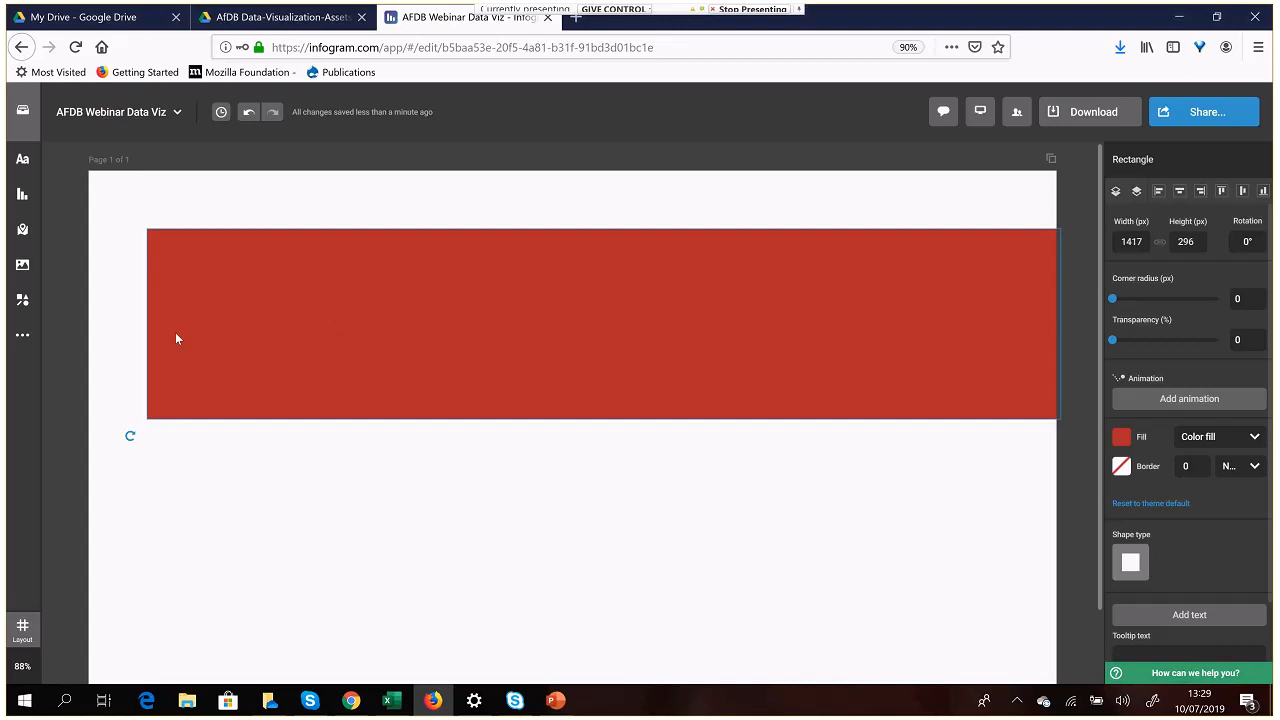 Currently presenting GIVE CONTROL Stop Presenting
My Drive - Google Drive
AfDB Data-Visualization-Assets
AFDB Webinar Data Viz - Infog
https://infogram.com/app/#/edit/b5baa53e-20f5-4a81-b31f-91bd3d01bc1e
90%
Most Visited
Getting Started
Mozilla Foundation -
Publications
AFDB Webinar Data Viz
All changes saved less than a minute ago
Download
Share...
Page 1 of 1
Rectangle
Width (px) Height (px) Rotation
1417 296 0°
Corner radius (px)
0
Transparency (%)
0
Animation
Add animation
Fill Color fill
Border 0 N...
Reset to theme default
Shape type
Add text
Tooltip text
Aa
Layout
88%
How can we help you?
13:29
10/07/2019
3